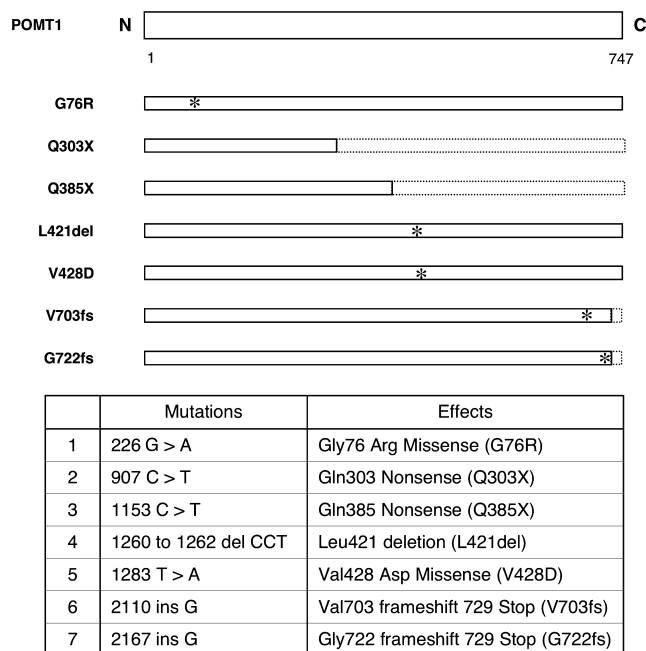 POMT1 N C
1 747
G76R *
Q303X
Q385X
L421del *
V428D *
V703fs *
G722fs *
Mutations Effects
1 226 G > A Gly76 Arg Missense (G76R)
2 907 C > T Gln303 Nonsense (Q303X)
3 1153 C > T Gln385 Nonsense (Q385X)
4 1260 to 1262 del CCT Leu421 deletion (L421del)
5 1283 T > A Val428 Asp Missense (V428D)
6 2110 ins G Val703 frameshift 729 Stop (V703fs)
7 2167 ins G Gly722 frameshift 729 Stop (G722fs)